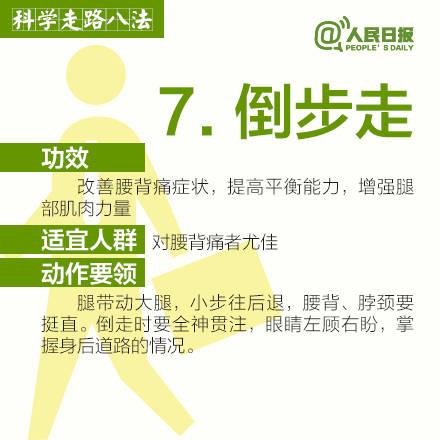 科学走路八法
@人民日报
PEOPLE'S DAILY
7. 倒步走
功效
改善腰背痛症状，提高平衡能力，增强腿
部肌肉力量
适宜人群 对腰背痛者尤佳
动作要领
腿带动大腿，小步往后退，腰背、脖颈要
挺直。倒走时要全神贯注，眼睛左顾右盼，掌
握身后道路的情况。